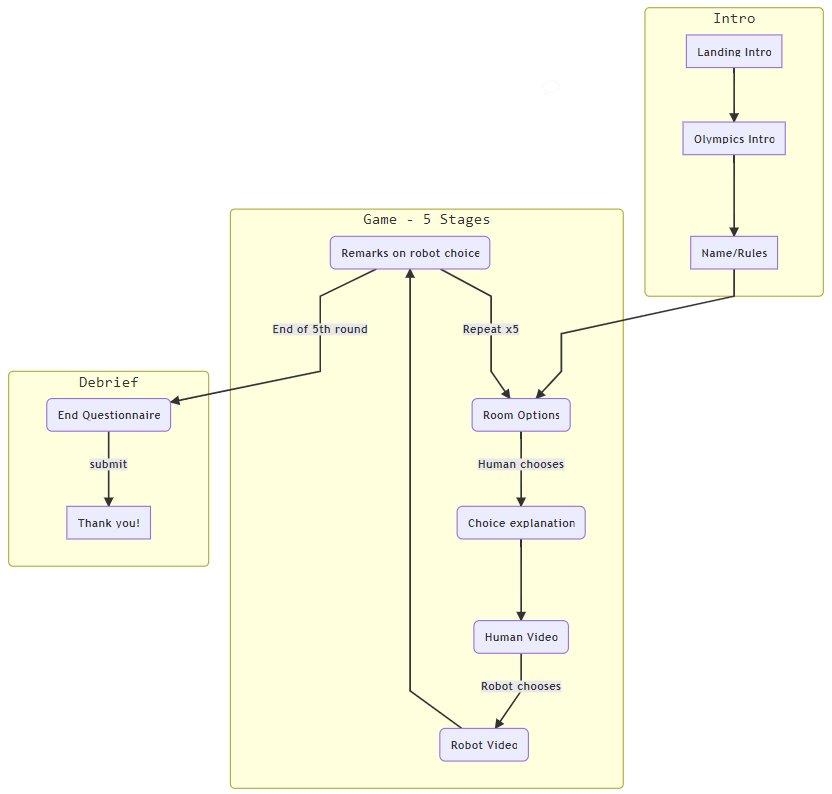 Intro
Landing Intro
Olympics Intro
Name/Rules
Game - 5 Stages
Remarks on robot choice
End of 5th round
Repeat x5
Room Options
Human chooses
Choice explanation
Human Video
Robot chooses
Robot Video
Debrief
End Questionnaire
submit
Thank you!